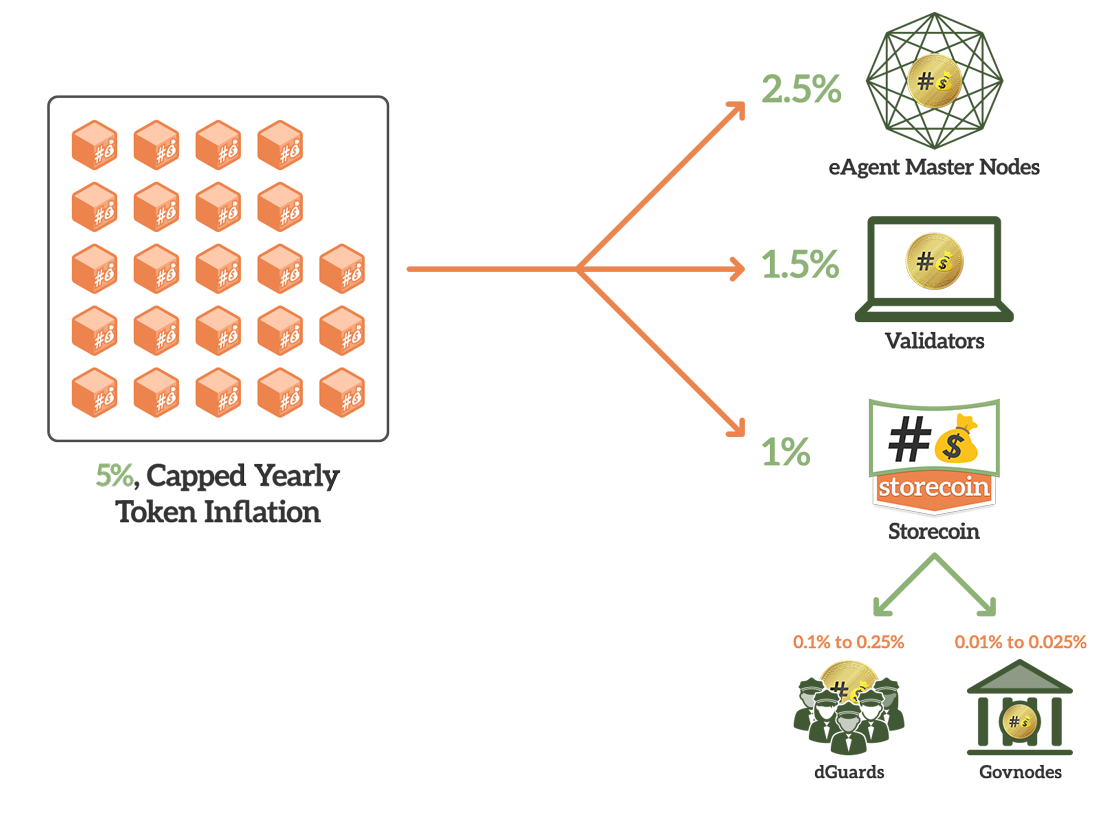 2.5%
eAgent Master Nodes
1.5%
Validators
5%, Capped Yearly
Token Inflation
1%
#$
storecoin
Storecoin
0.1% to 0.25%
0.01% to 0.025%
dGuards
Govnodes